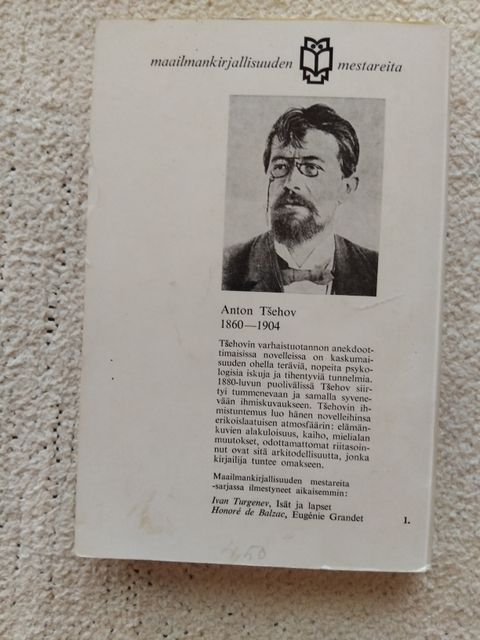 maailmankirjallisuuden mestareita
Anton Tšehov
1860—1904
Tšehovin varhaistuotannon anekdoot-
timaisissa novelleissa on kaskumai-
suuden ohella teräviä, nopeita psyko-
logisia iskuja ja tihentyviä tunnelmia.
1880-luvun puolivälissä Tšehov siir-
tyi tummenevaan ja samalla syvene-
vään ihmiskuvaukseen. Tšehovin ih-
mistuntemus luo hänen novelleihinsa
erikoislaatuisen atmosfäärin: elämän-
kuvien alakuloisuus, kaiho, mielialan
muutokset, odottamattomat riitasoin-
nut ovat sitä arkitodellisuutta, jonka
kirjailija tuntee omakseen.
Maailmankirjallisuuden mestareita
-sarjassa ilmestyneet aikaisemmin:
Ivan Turgenev, Isät ja lapset
Honoré de Balzac, Eugénie Grandet
1.